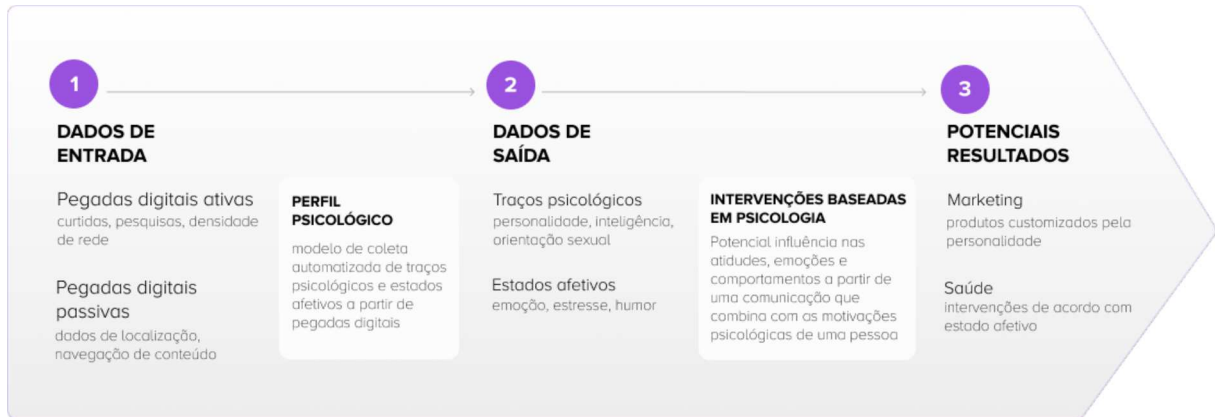 1
DADOS DE
ENTRADA
Pegadas digitais ativas
curtidas, pesquisas, densidade
de rede
Pegadas digitais
passivas
dados de localização,
navegação de conteúdo
PERFIL
PSICOLÓGICO
modelo de coleta
automatizada de traços
psicológicos e estados
afetivos a partir de
pegadas digitais
2
DADOS DE
SAÍDA
Traços psicológicos
personalidade, inteligência,
orientação sexual
Estados afetivos
emoção, estresse, humor
INTERVENÇÕES BASEADAS
EM PSICOLOGIA
Potencial influência nas
atidudes, emoções e
comportamentos a partir de
uma comunicação que
combina com as motivações
psicológicas de uma pessoa
3
POTENCIAIS
RESULTADOS
Marketing
produtos customizados pela
personalidade
Saúde
intervenções de acordo com
estado afetivo